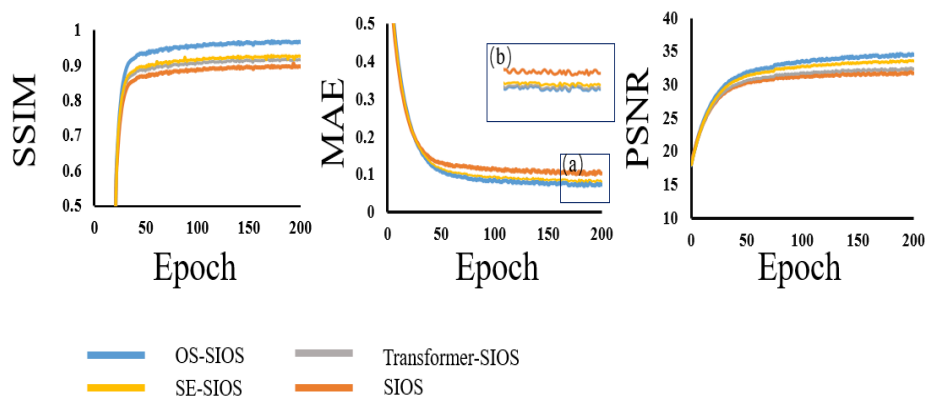 SSIM
1
0.9
0.8
0.7
0.6
0.5
0 50 100 150 200
Epoch
MAE
0.5
0.4
0.3
0.2
0.1
0
(b)
(a)
0 50 100 150 200
Epoch
PSNR
40
35
30
25
20
15
10
0 50 100 150 200
Epoch
OS-SIOS Transformer-SIOS
SE-SIOS SIOS